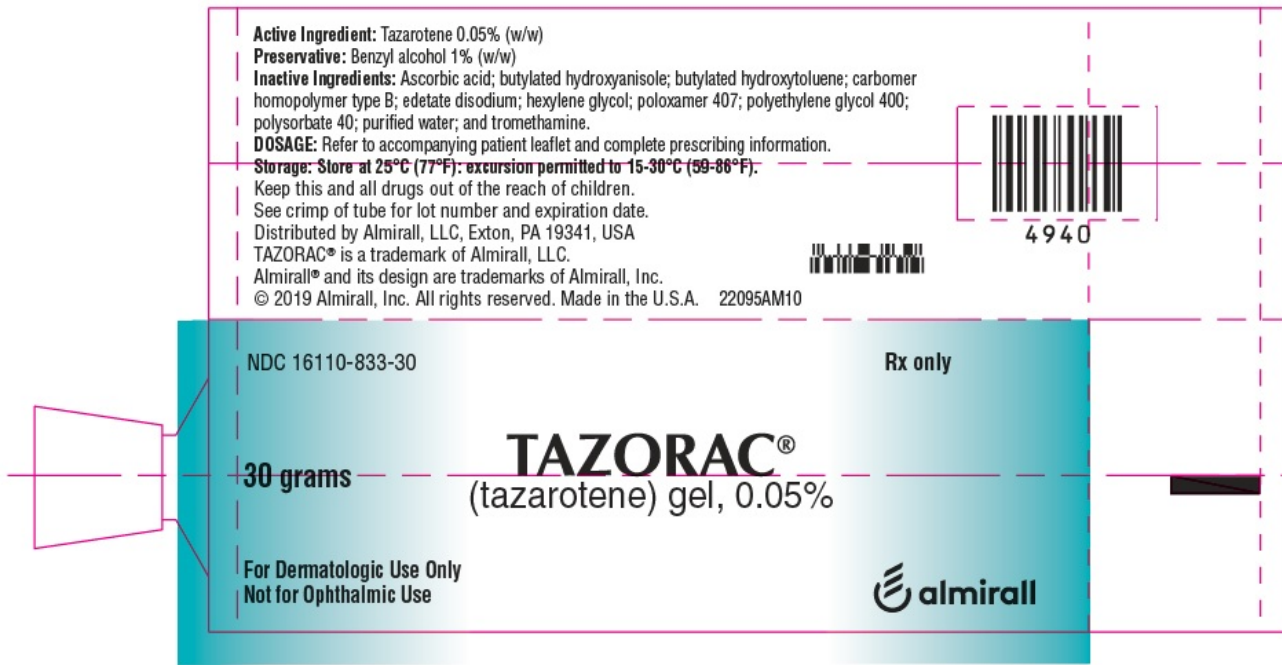 Active Ingredient: Tazarotene 0.05% (w/w)
Preservative: Benzyl alcohol 1% (w/w)
Inactive Ingredients: Ascorbic acid; butylated hydroxyanisole; butylated hydroxytoluene; carbomer
homopolymer type B; edetate disodium; hexylene glycol; poloxamer 407; polyethylene glycol 400;
polysorbate 40; purified water; and tromethamine.
DOSAGE: Refer to accompanying patient leaflet and complete prescribing information.
Storage: Store at 25°C (77°F): excursion permitted to 15-30°C (59-86°F).
Keep this and all drugs out of the reach of children.
See crimp of tube for lot number and expiration date.
Distributed by Almirall, LLC, Exton, PA 19341, USA
TAZORAC® is a trademark of Almirall, LLC.
Almirall® and its design are trademarks of Almirall, Inc.
© 2019 Almirall, Inc. All rights reserved. Made in the U.S.A. 22095AM10
4940
NDC 16110-833-30
Rx only
TAZORAC®
(tazarotene) gel, 0.05%
30 grams
For Dermatologic Use Only
Not for Ophthalmic Use
almirall